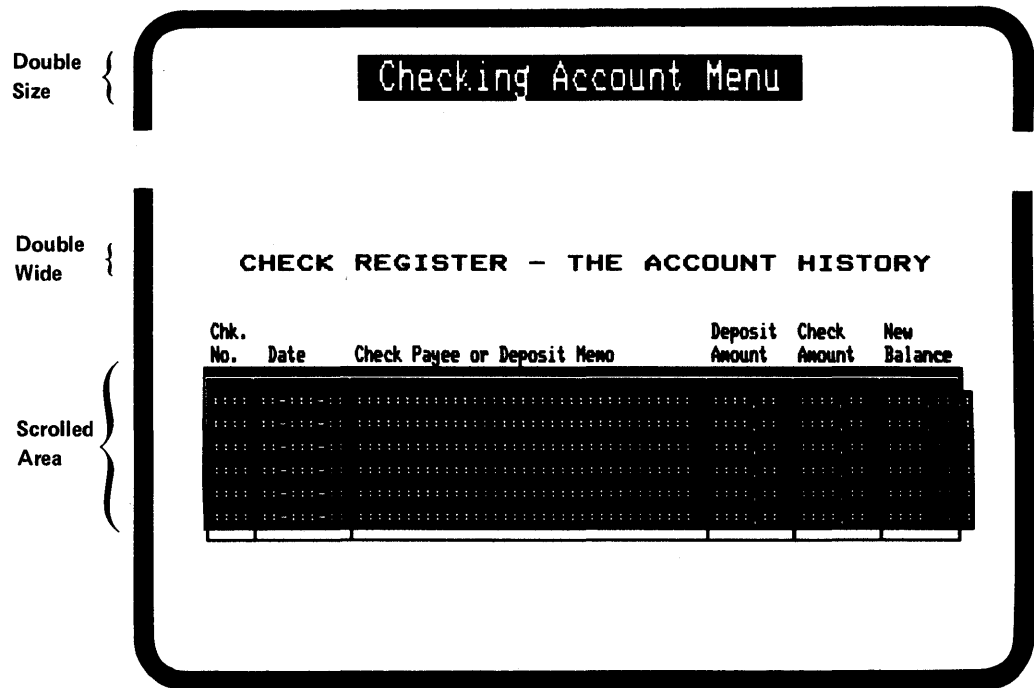 Double
Size
Checking Account Menu
Double
Wide
CHECK REGISTER – THE ACCOUNT HISTORY
Chk. Deposit Check New
No. Date Check Payee or Deposit Memo Amount Amount Balance
Scrolled
Area